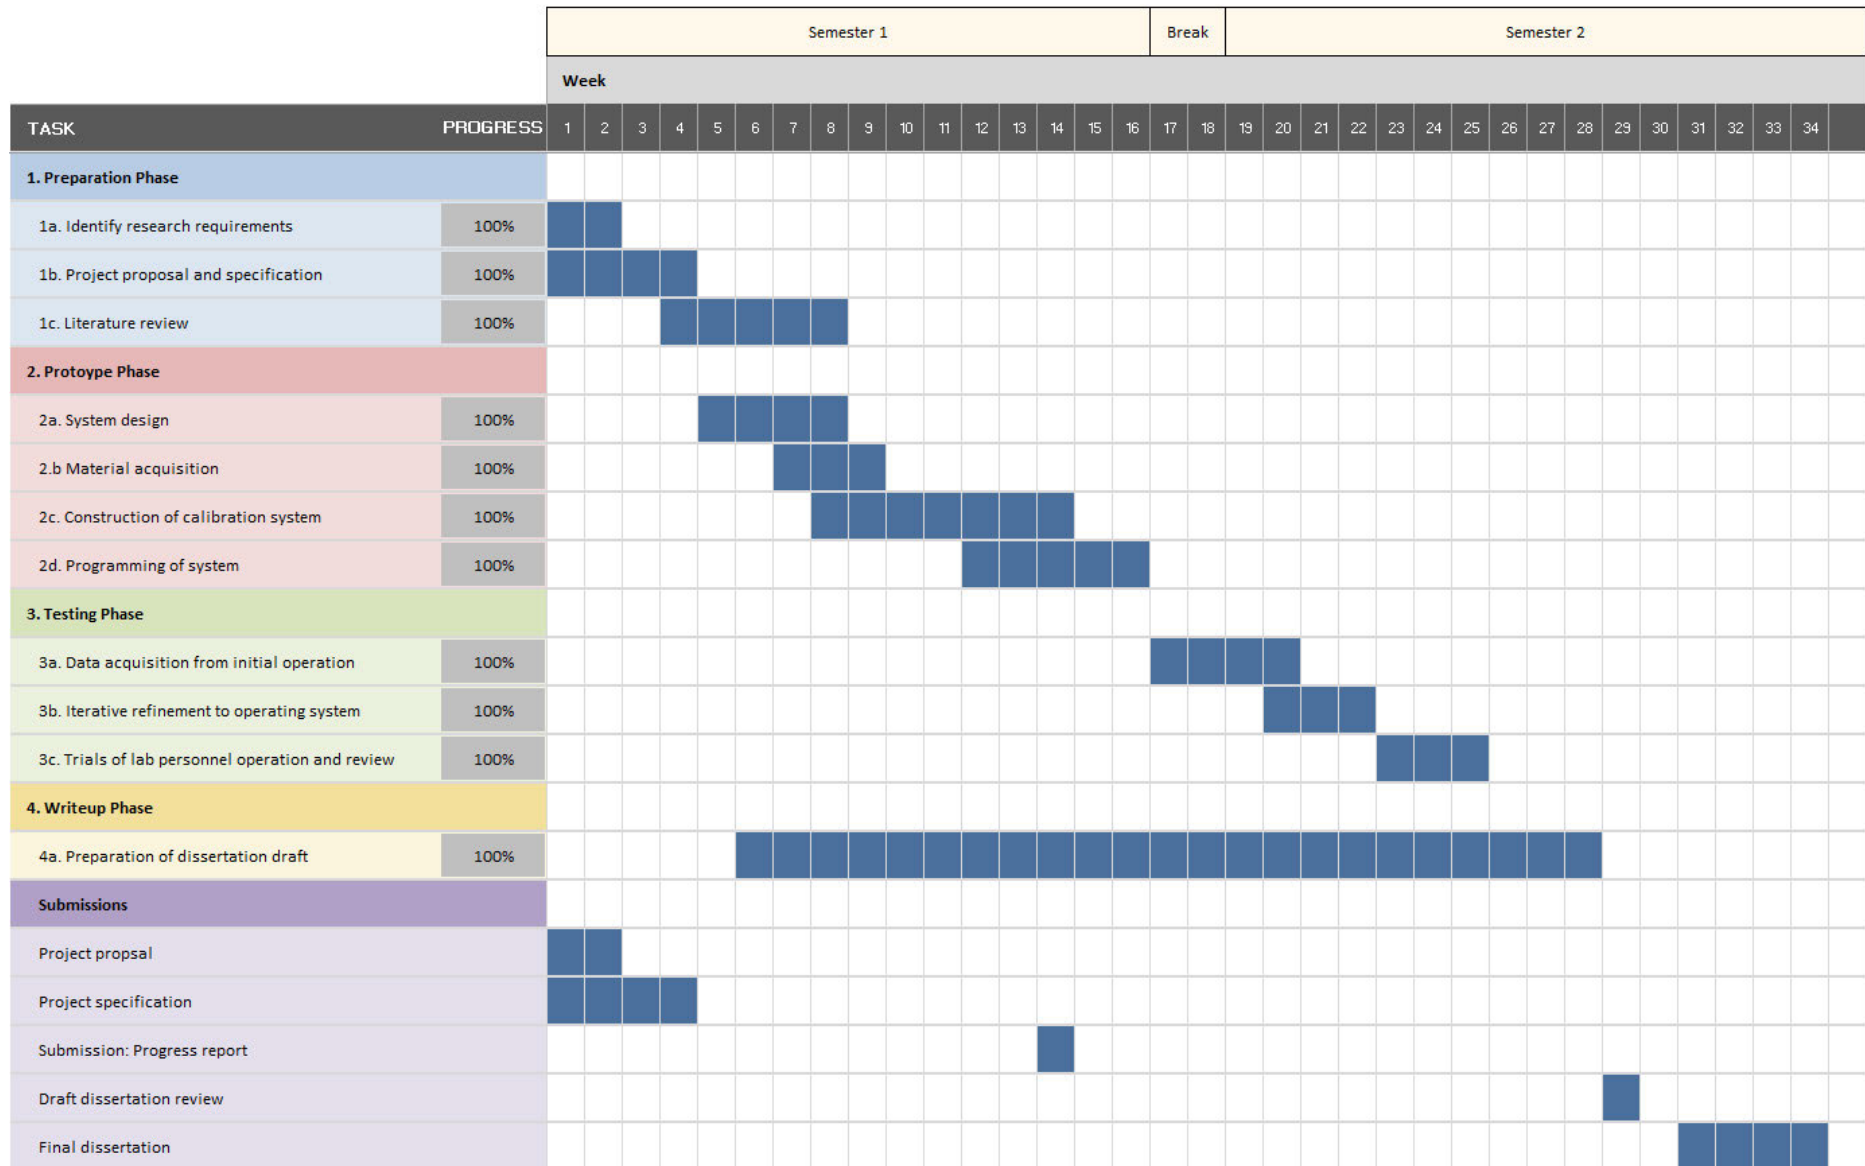 Semester 1 Break Semester 2
Week
TASK PROGRESS 1 2 3 4 5 6 7 8 9 10 11 12 13 14 15 16 17 18 19 20 21 22 23 24 25 26 27 28 29 30 31 32 33 34
1. Preparation Phase
1a. Identify research requirements 100%
1b. Project proposal and specification 100%
1c. Literature review 100%
2. Protoype Phase
2a. System design 100%
2.b Material acquisition 100%
2c. Construction of calibration system 100%
2d. Programming of system 100%
3. Testing Phase
3a. Data acquisition from initial operation 100%
3b. Iterative refinement to operating system 100%
3c. Trials of lab personnel operation and review 100%
4. Writeup Phase
4a. Preparation of dissertation draft 100%
Submissions
Project propsal
Project specification
Submission: Progress report
Draft dissertation review
Final dissertation